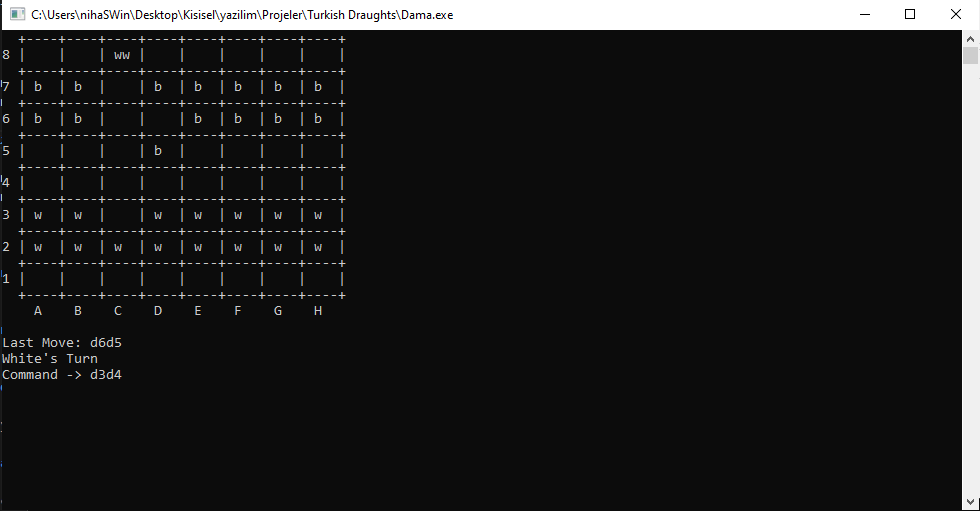 C:\Users\nihaSWin\Desktop\Kisisel\yazilim\Projeler\Turkish Draughts\Dama.exe
  +----+----+----+----+----+----+----+----+
8 |    |    | ww |    |    |    |    |    |
  +----+----+----+----+----+----+----+----+
7 | b  | b  |    | b  | b  | b  | b  | b  |
  +----+----+----+----+----+----+----+----+
6 | b  | b  |    |    | b  | b  | b  | b  |
  +----+----+----+----+----+----+----+----+
5 |    |    |    | b  |    |    |    |    |
  +----+----+----+----+----+----+----+----+
4 |    |    |    |    |    |    |    |    |
  +----+----+----+----+----+----+----+----+
3 | w  | w  |    | w  | w  | w  | w  | w  |
  +----+----+----+----+----+----+----+----+
2 | w  | w  | w  | w  | w  | w  | w  | w  |
  +----+----+----+----+----+----+----+----+
1 |    |    |    |    |    |    |    |    |
  +----+----+----+----+----+----+----+----+
    A    B    C    D    E    F    G    H
Last Move: d6d5
White's Turn
Command -> d3d4